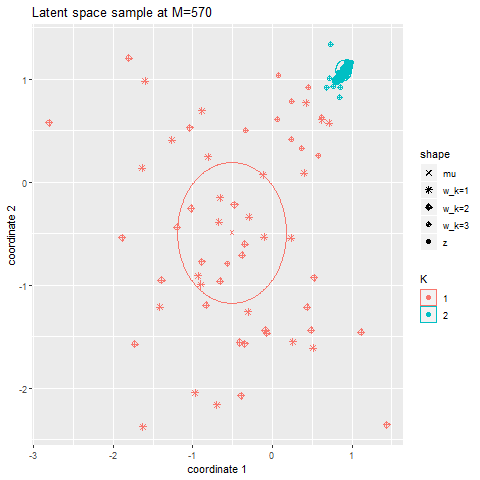 Latent space sample at M=570
coordinate 2
1
0
-1
-2
-3
-2
-1
0
1
coordinate 1
shape
mu
w_k=1
w_k=2
w_k=3
z
K
1
2